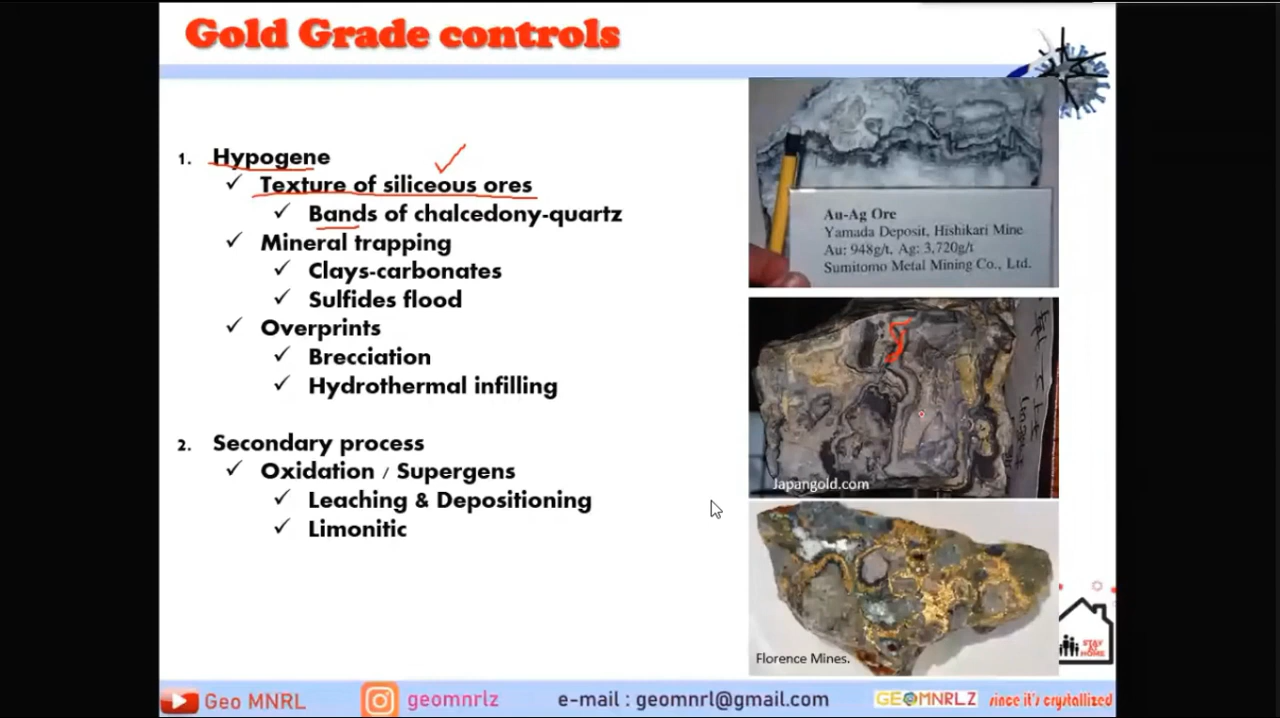 Gold Grade controls
1. Hypogene
✓ Texture of siliceous ores
✓ Bands of chalcedony-quartz
✓ Mineral trapping
✓ Clays-carbonates
✓ Sulfides flood
✓ Overprints
✓ Brecciation
✓ Hydrothermal infilling
2. Secondary process
✓ Oxidation / Supergens
✓ Leaching & Depositioning
✓ Limonitic
Au-Ag Ore
Yamada Deposit, Hishikari Mine
Au: 948g/t, Ag: 3,720g/t
Sumitomo Metal Mining Co., Ltd.
Japangold.com
Florence Mines.
STAY AT HOME
Geo MNRL
geomnrlz
e-mail : geomnrl@gmail.com
GEOMNRLZ
since it's crystallized